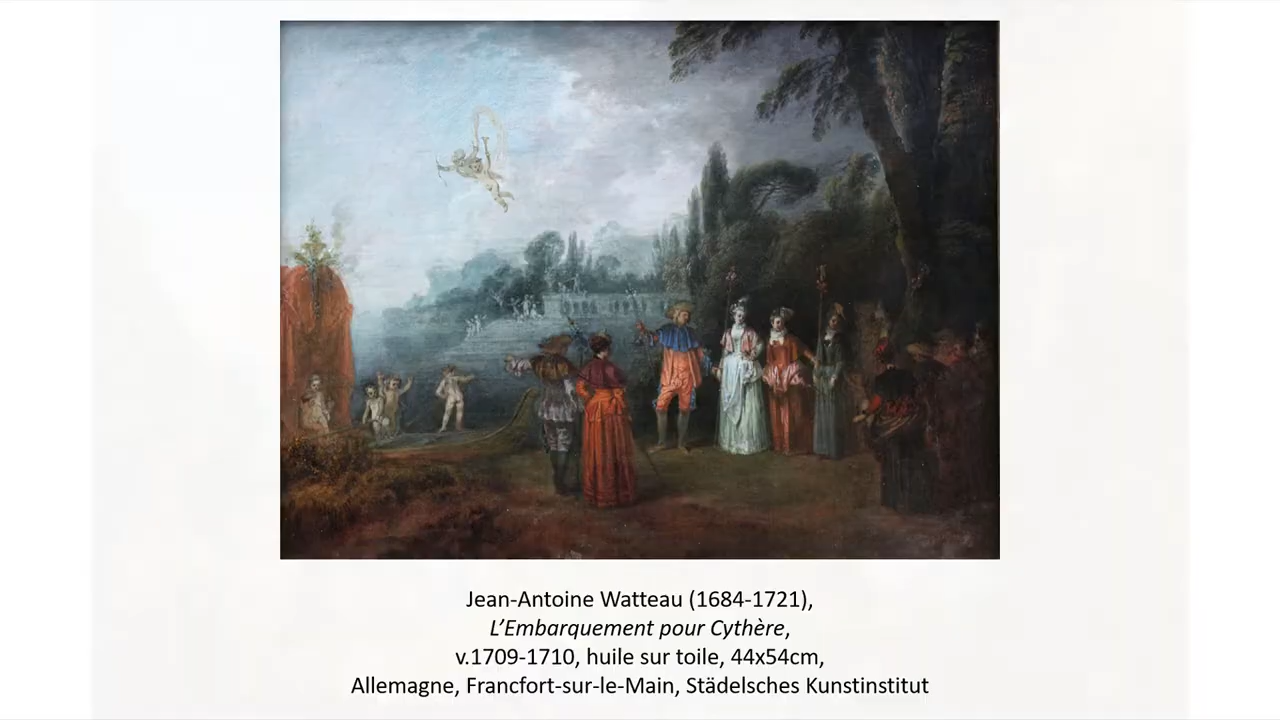 Jean-Antoine Watteau (1684-1721),
L’Embarquement pour Cythère,
v.1709-1710, huile sur toile, 44x54cm,
Allemagne, Francfort-sur-le-Main, Städelsches Kunstinstitut